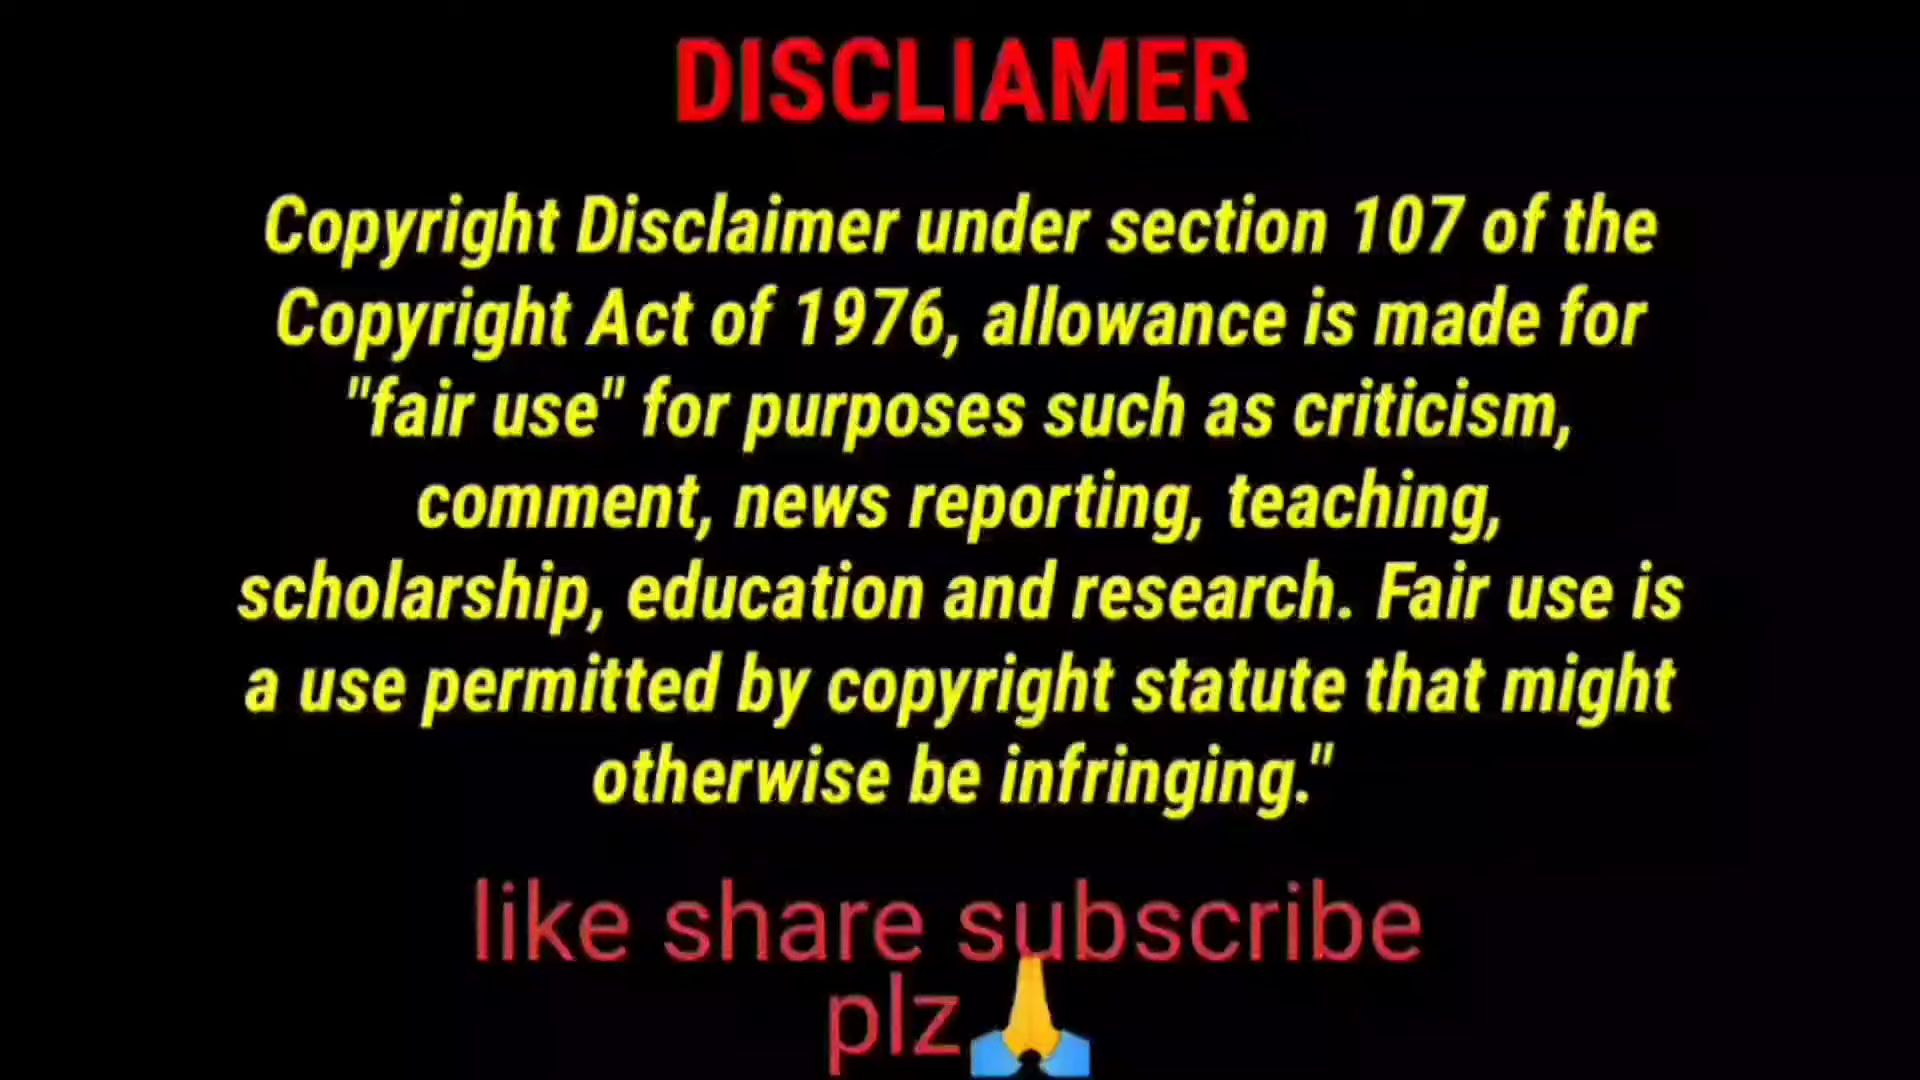 DISCLIAMER
Copyright Disclaimer under section 107 of the
Copyright Act of 1976, allowance is made for
"fair use" for purposes such as criticism,
comment, news reporting, teaching,
scholarship, education and research. Fair use is
a use permitted by copyright statute that might
otherwise be infringing."
like share subscribe
plz🙏